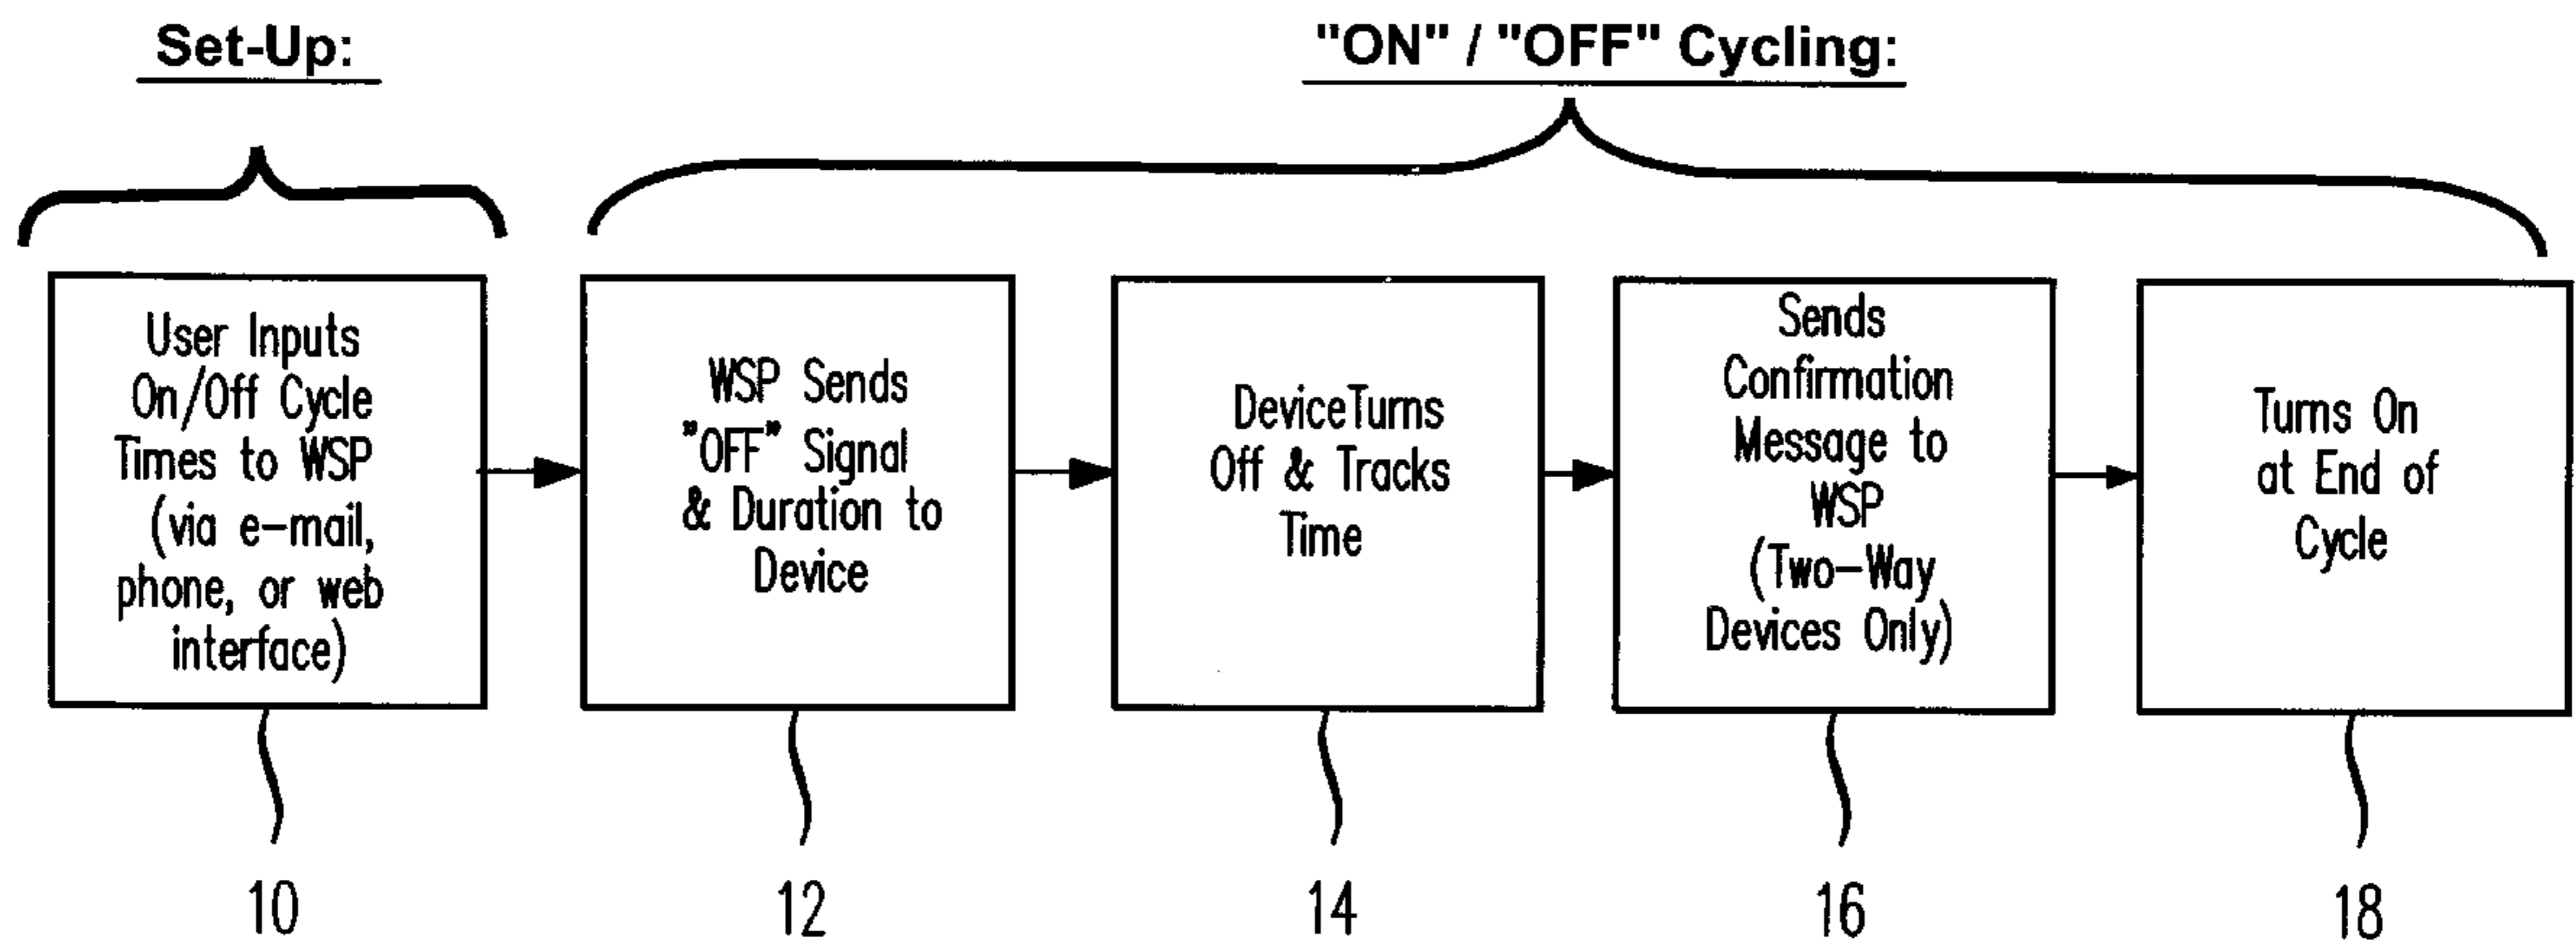 Set-Up:
"ON" / "OFF" Cycling:
User Inputs
On/Off Cycle
Times to WSP
(via e-mail,
phone, or web
interface)
WSP Sends
"OFF" Signal
& Duration to
Device
DeviceTurns
Off & Tracks
Time
Sends
Confirmation
Message to
WSP
(Two-Way
Devices Only)
Turns On
at End of
Cycle
10
12
14
16
18